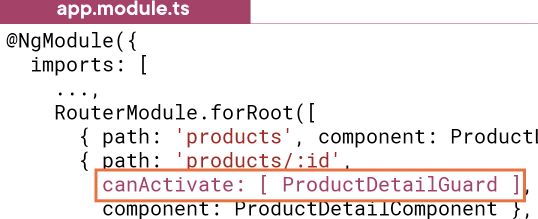 app.module.ts
@NgModule({
imports: [
...,
RouterModule.forRoot([
{ path: 'products', component: ProductL
{ path: 'products/:id',
canActivate: [ ProductDetailGuard ],
component: ProductDetailComponent },